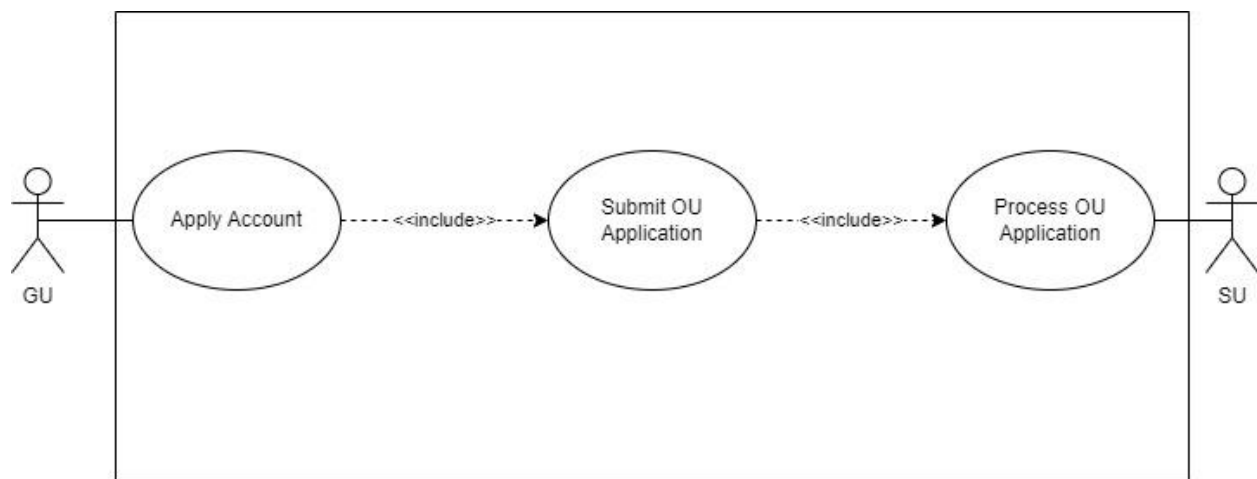 Apply Account
<<include>>
Submit OU
Application
<<include>>
Process OU
Application
GU
SU